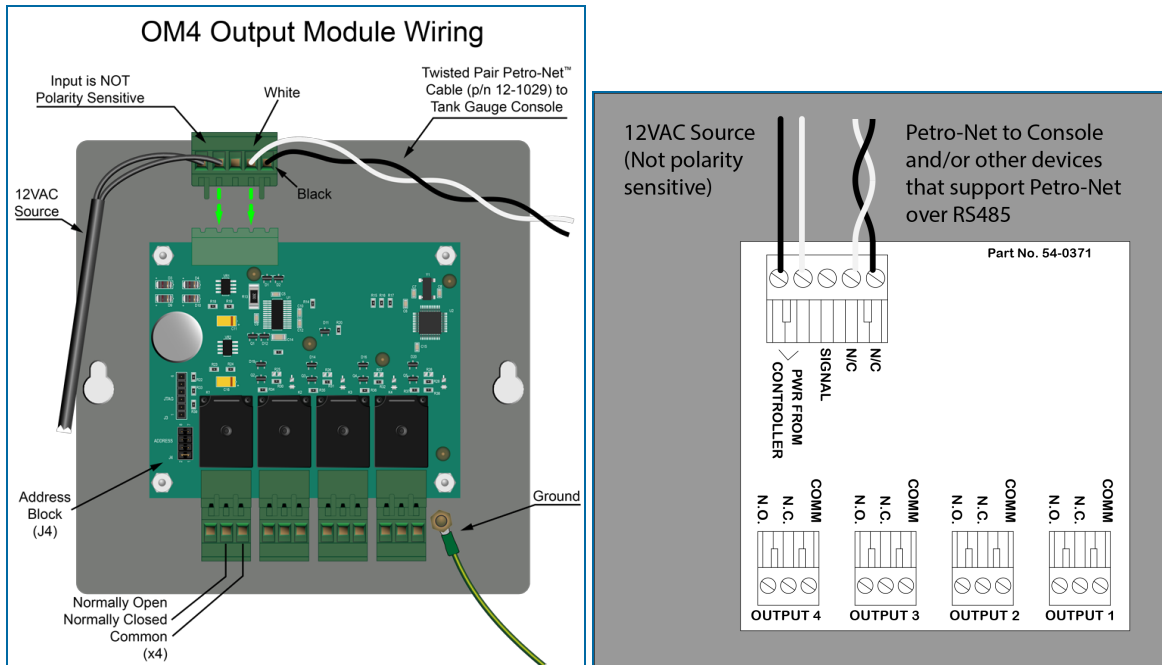 OM4 Output Module Wiring
Input is NOT
Polarity Sensitive
White
Twisted Pair Petro-Net™
Cable (p/n 12-1029) to
Tank Gauge Console
Black
12VAC
Source
JTAG
ADDRESS
Address
Block
(J4)
Ground
Normally Open
Normally Closed
Common
(x4)
12VAC Source
(Not polarity
sensitive)
Petro-Net to Console
and/or other devices
that support Petro-Net
over RS485
Part No. 54-0371
PWR FROM
CONTROLLER
SIGNAL
N/C
N/C
N.O.
N.C.
COMM
OUTPUT 4
N.O.
N.C.
COMM
OUTPUT 3
N.O.
N.C.
COMM
OUTPUT 2
N.O.
N.C.
COMM
OUTPUT 1